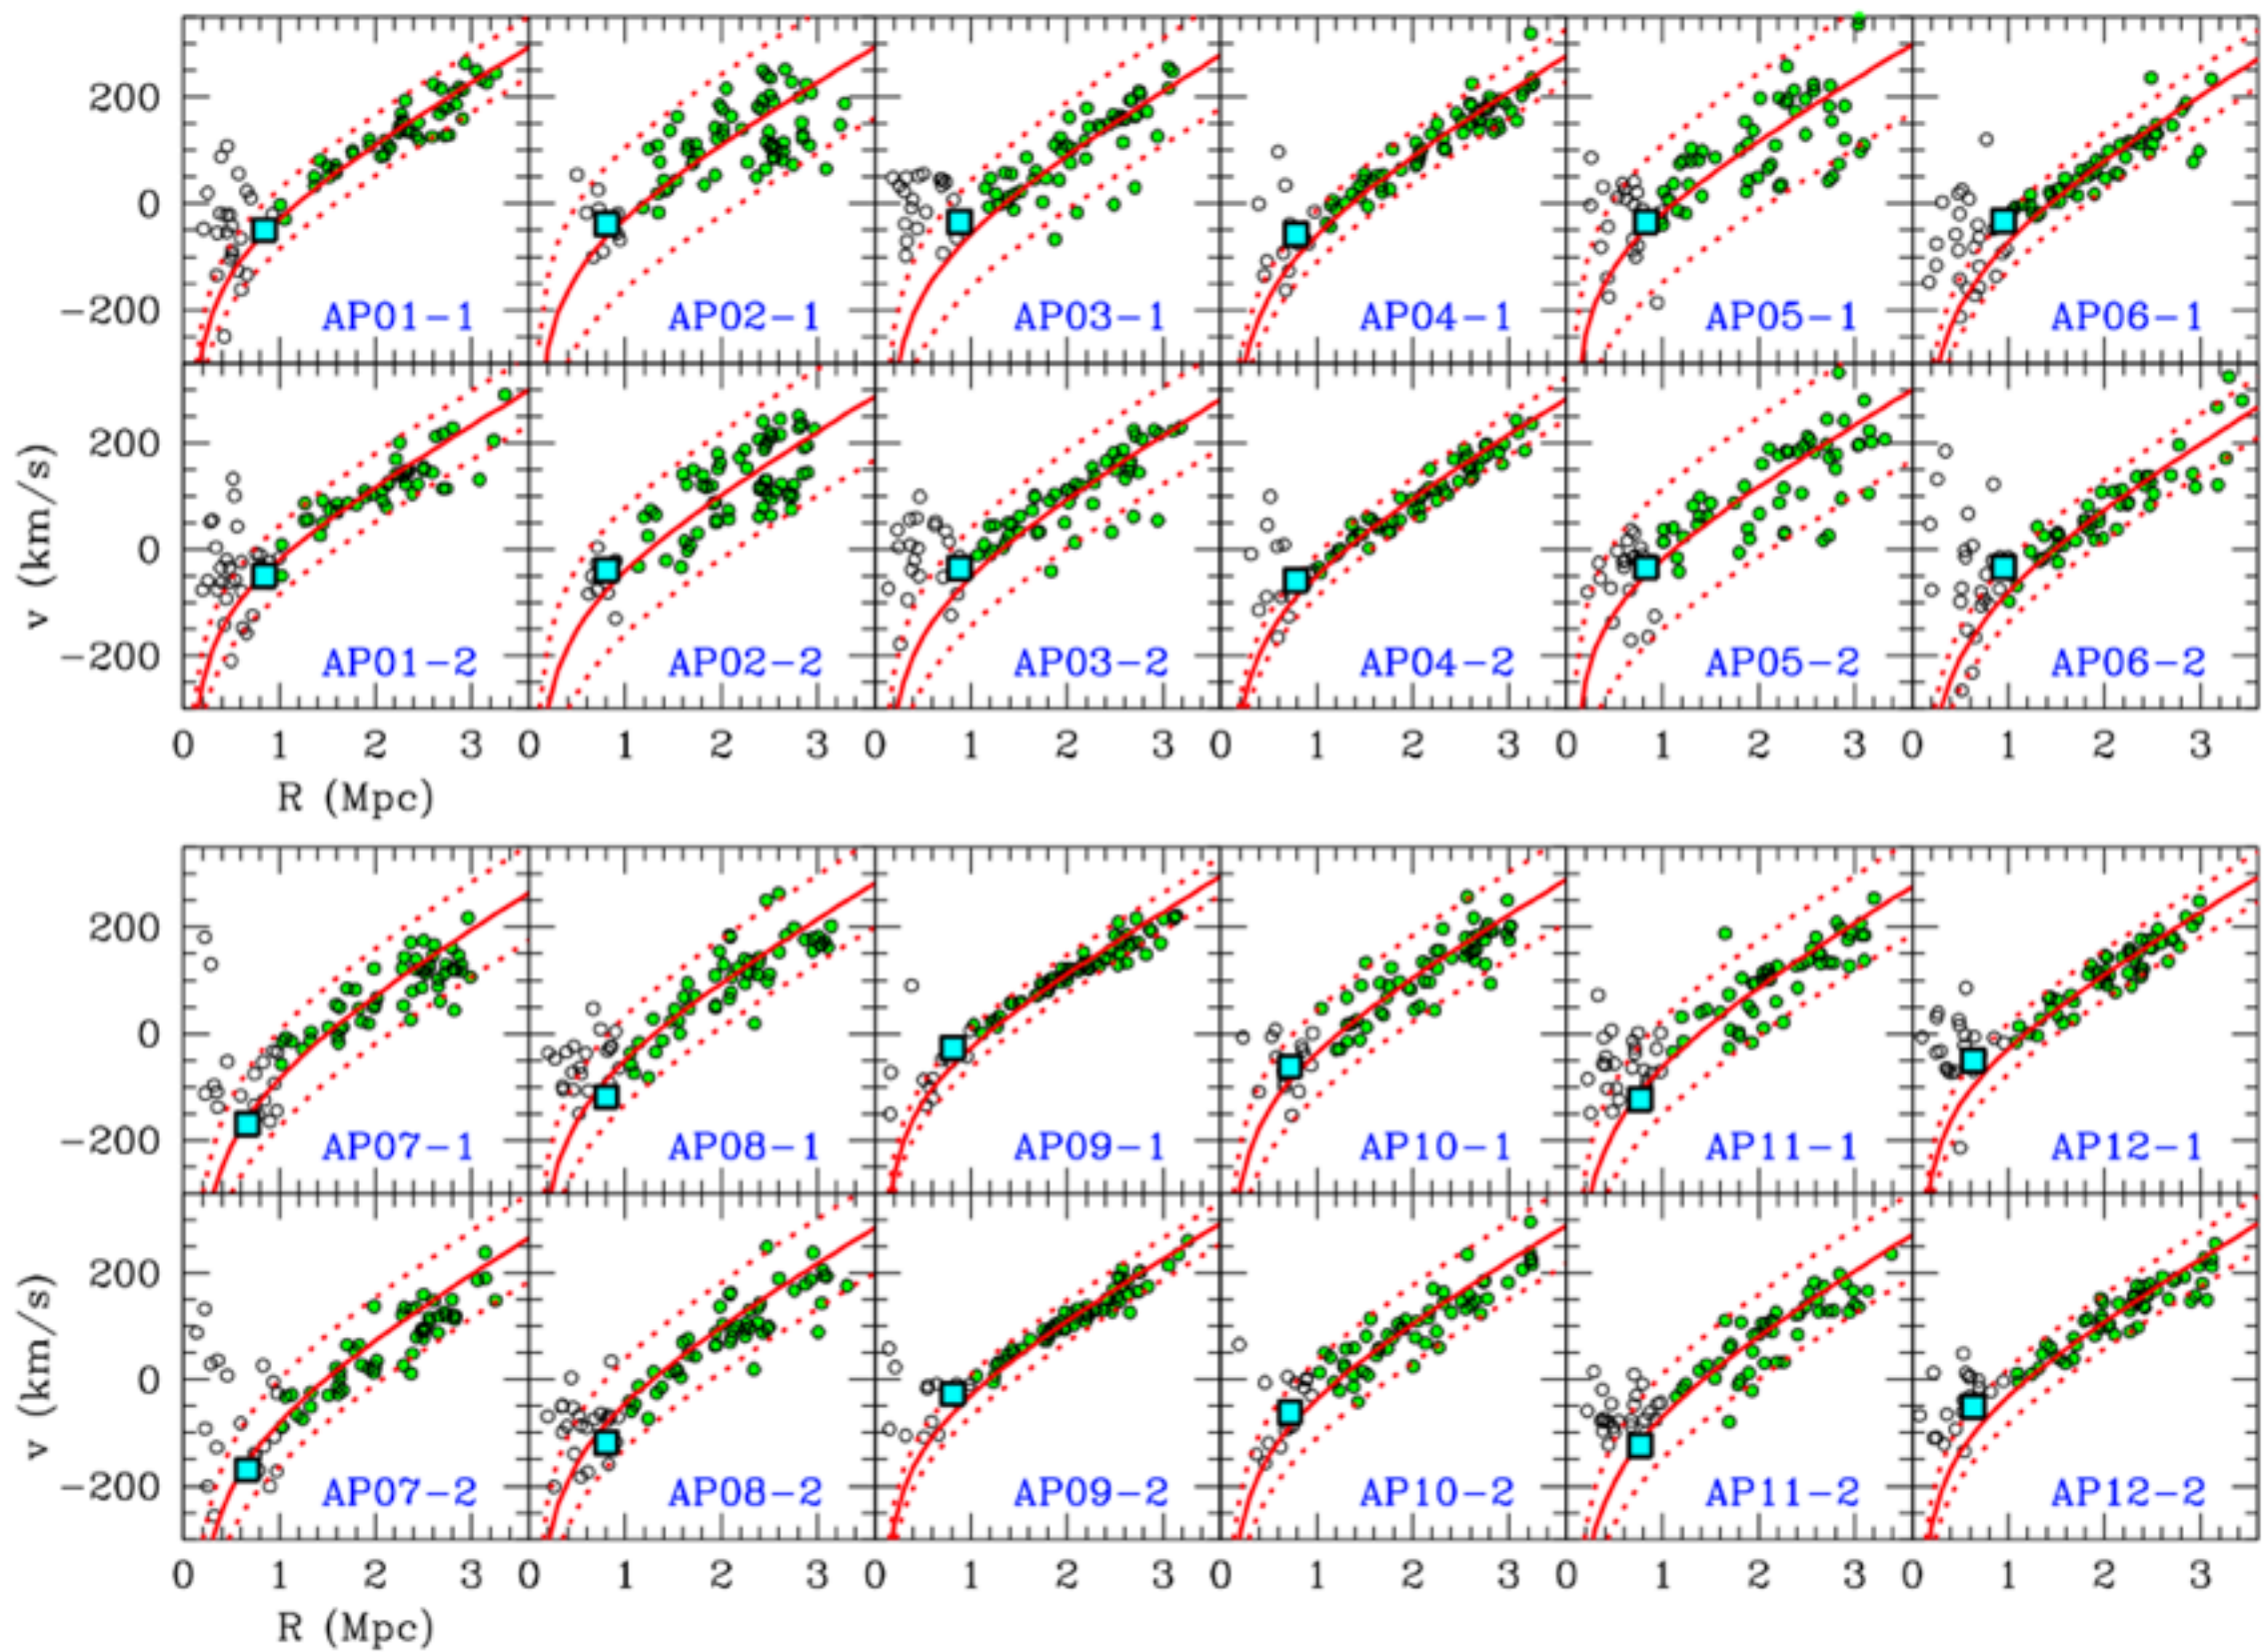 200
0
−200
AP01−1 AP02−1 AP03−1 AP04−1 AP05−1 AP06−1
200
0
−200
v (km/s)
AP01−2 AP02−2 AP03−2 AP04−2 AP05−2 AP06−2
0 1 2 3 0 1 2 3 0 1 2 3 0 1 2 3 0 1 2 3 0 1 2 3
R (Mpc)
200
0
−200
AP07−1 AP08−1 AP09−1 AP10−1 AP11−1 AP12−1
200
0
−200
v (km/s)
AP07−2 AP08−2 AP09−2 AP10−2 AP11−2 AP12−2
0 1 2 3 0 1 2 3 0 1 2 3 0 1 2 3 0 1 2 3 0 1 2 3
R (Mpc)